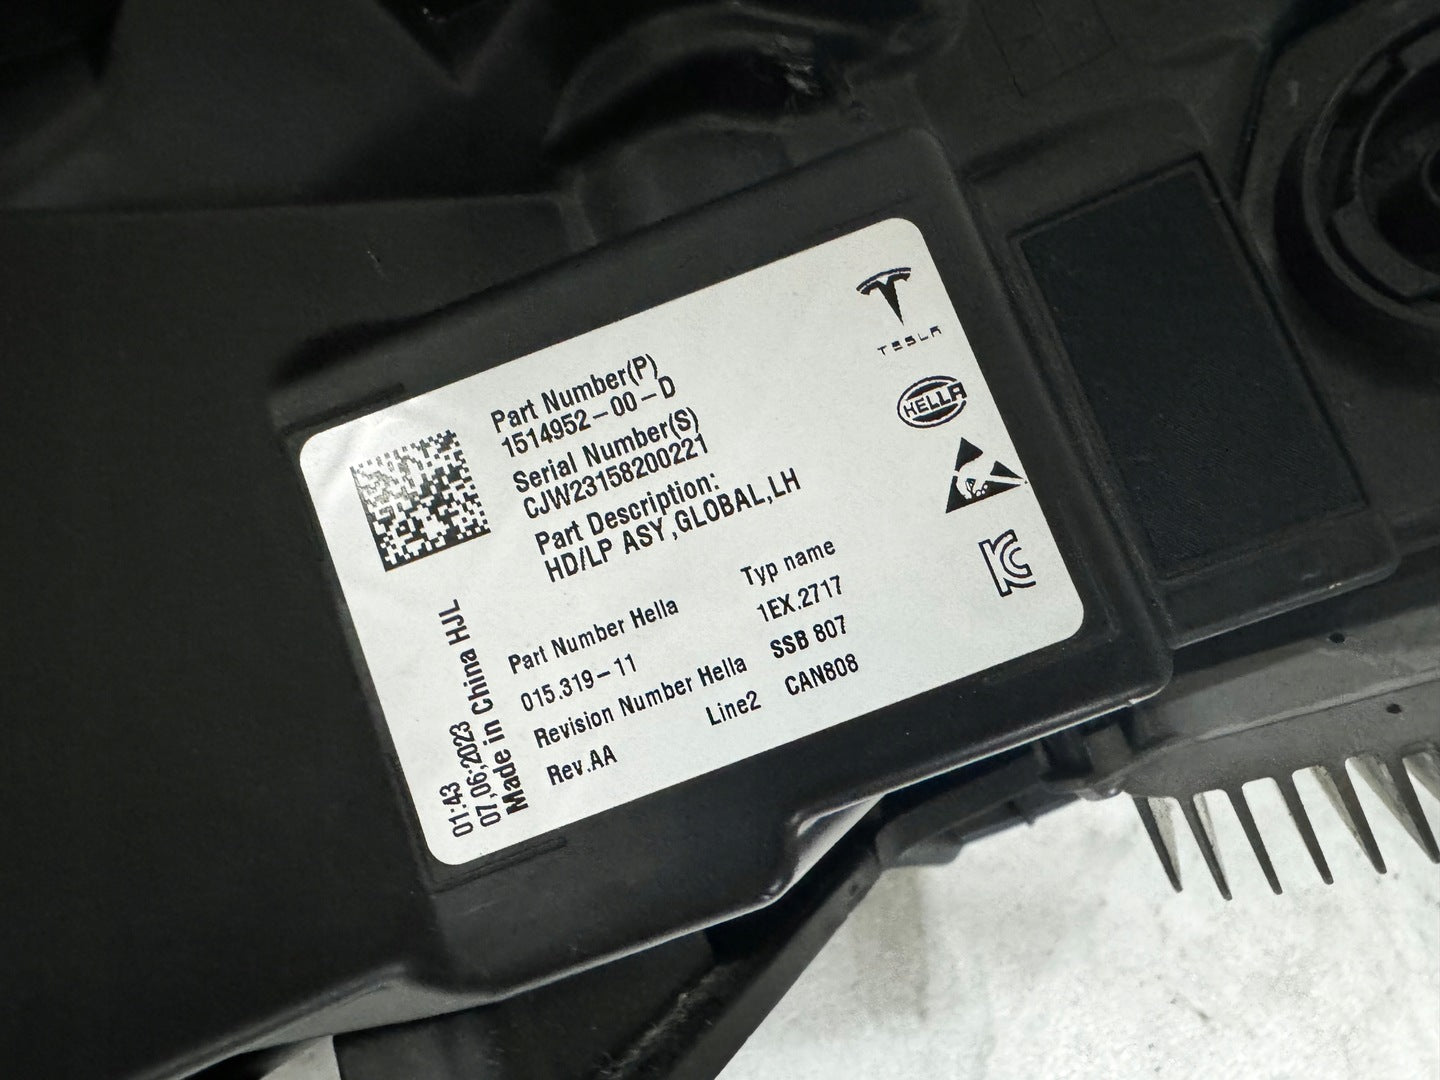 TESLA
HELLA
Part Number(P)
1514952-00-D
Serial Number(S)
CJW23158200221
Part Description:
HD/LP ASY,GLOBAL,LH
Part Number Hella
015.319-11
Revision Number Hella
Rev.AA
Line2
Typ name
1EX.2717
SSB 807
CAN808
01:43
07,06;2023
Made in China HJL